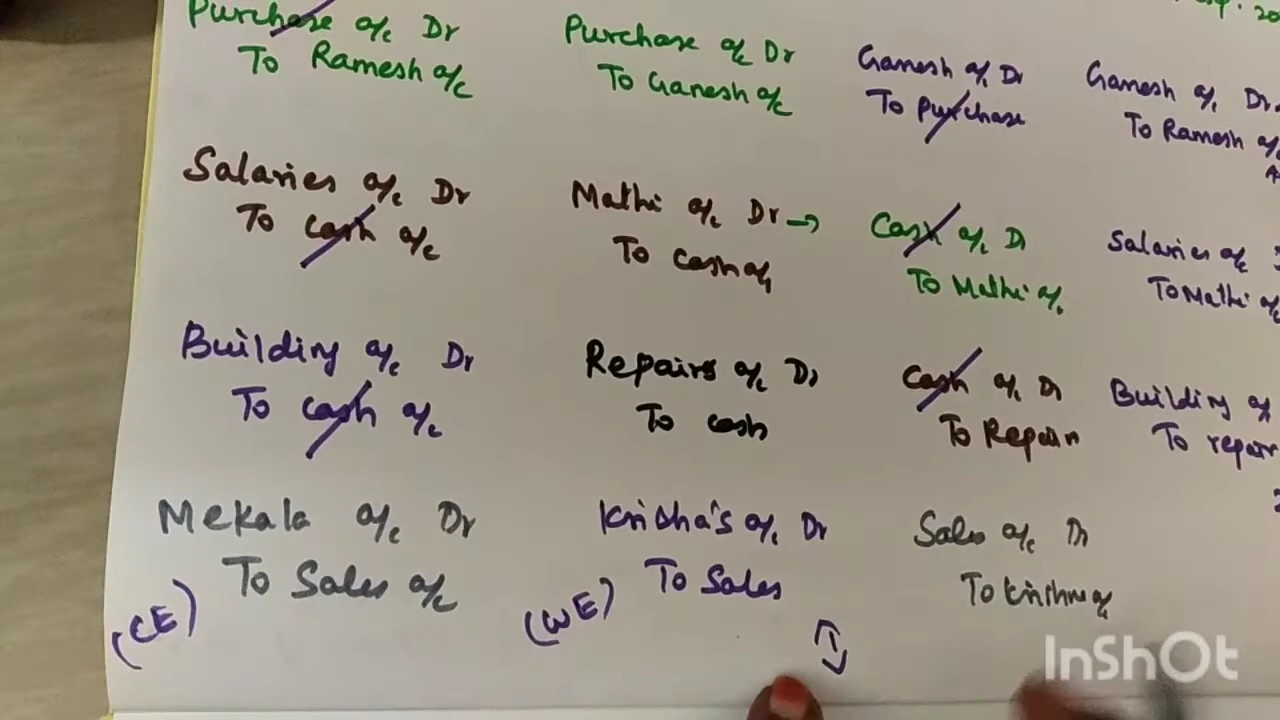 Purchase a/c Dr
To Ramesh a/c
Purchase a/c Dr
To Ganesh a/c
Ganesh a/c Dr
To purchase
Ganesh a/c Dr.
To Ramesh a/c
Salaries a/c Dr
To cash a/c
Mathi a/c Dr →
To cash a/c
Cash a/c D
To Mathi a/c
Salaries a/c
To Mathi a/c
Building a/c Dr
To cash a/c
Repairs a/c Dr
To cash
Cash a/c Dr
To Repair
Building a/c
To repair
Mekala a/c Dr
To Sales a/c
(CE)
Krisha's a/c Dr
To Sales
(WE)
Sales a/c Dr
To Krishna a/c
InShOt